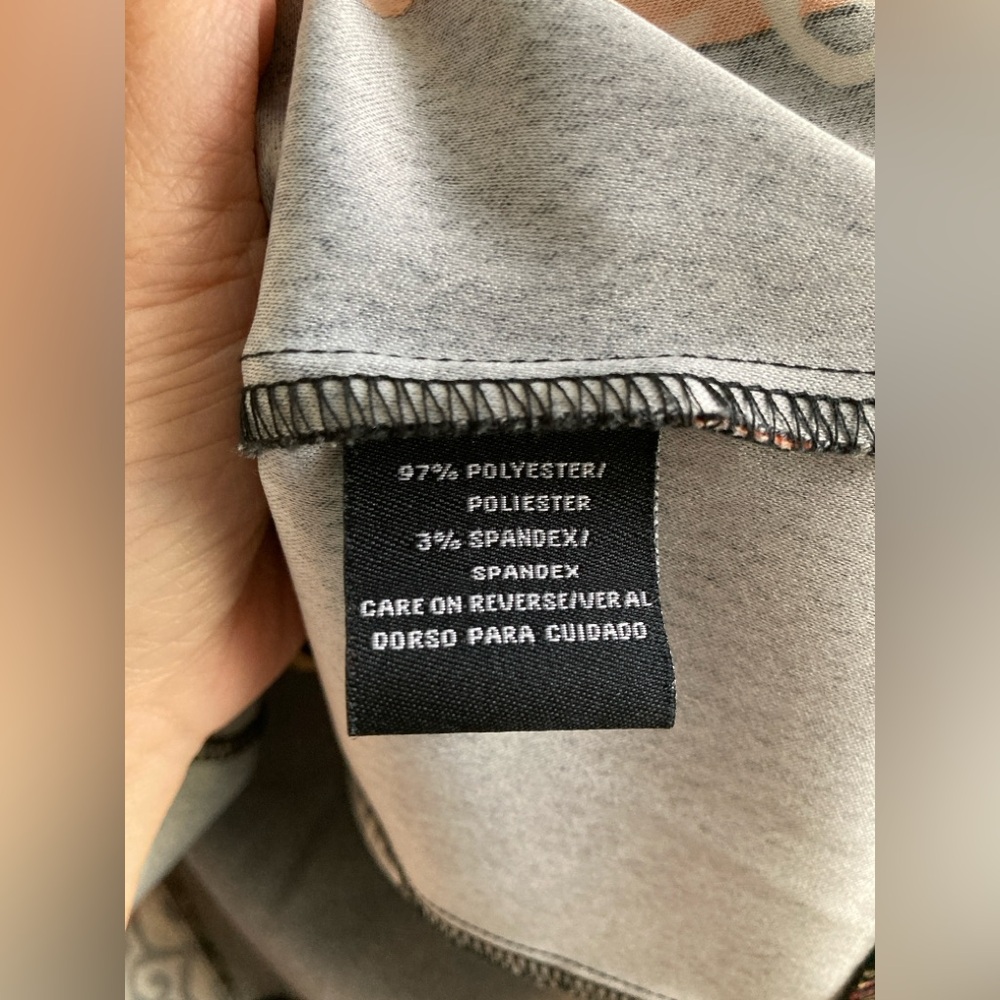 97% POLYESTER/
POLIESTER
3% SPANDEX/
SPANDEX
CARE ON REVERSE/VER AL
DORSO PARA CUIDADO